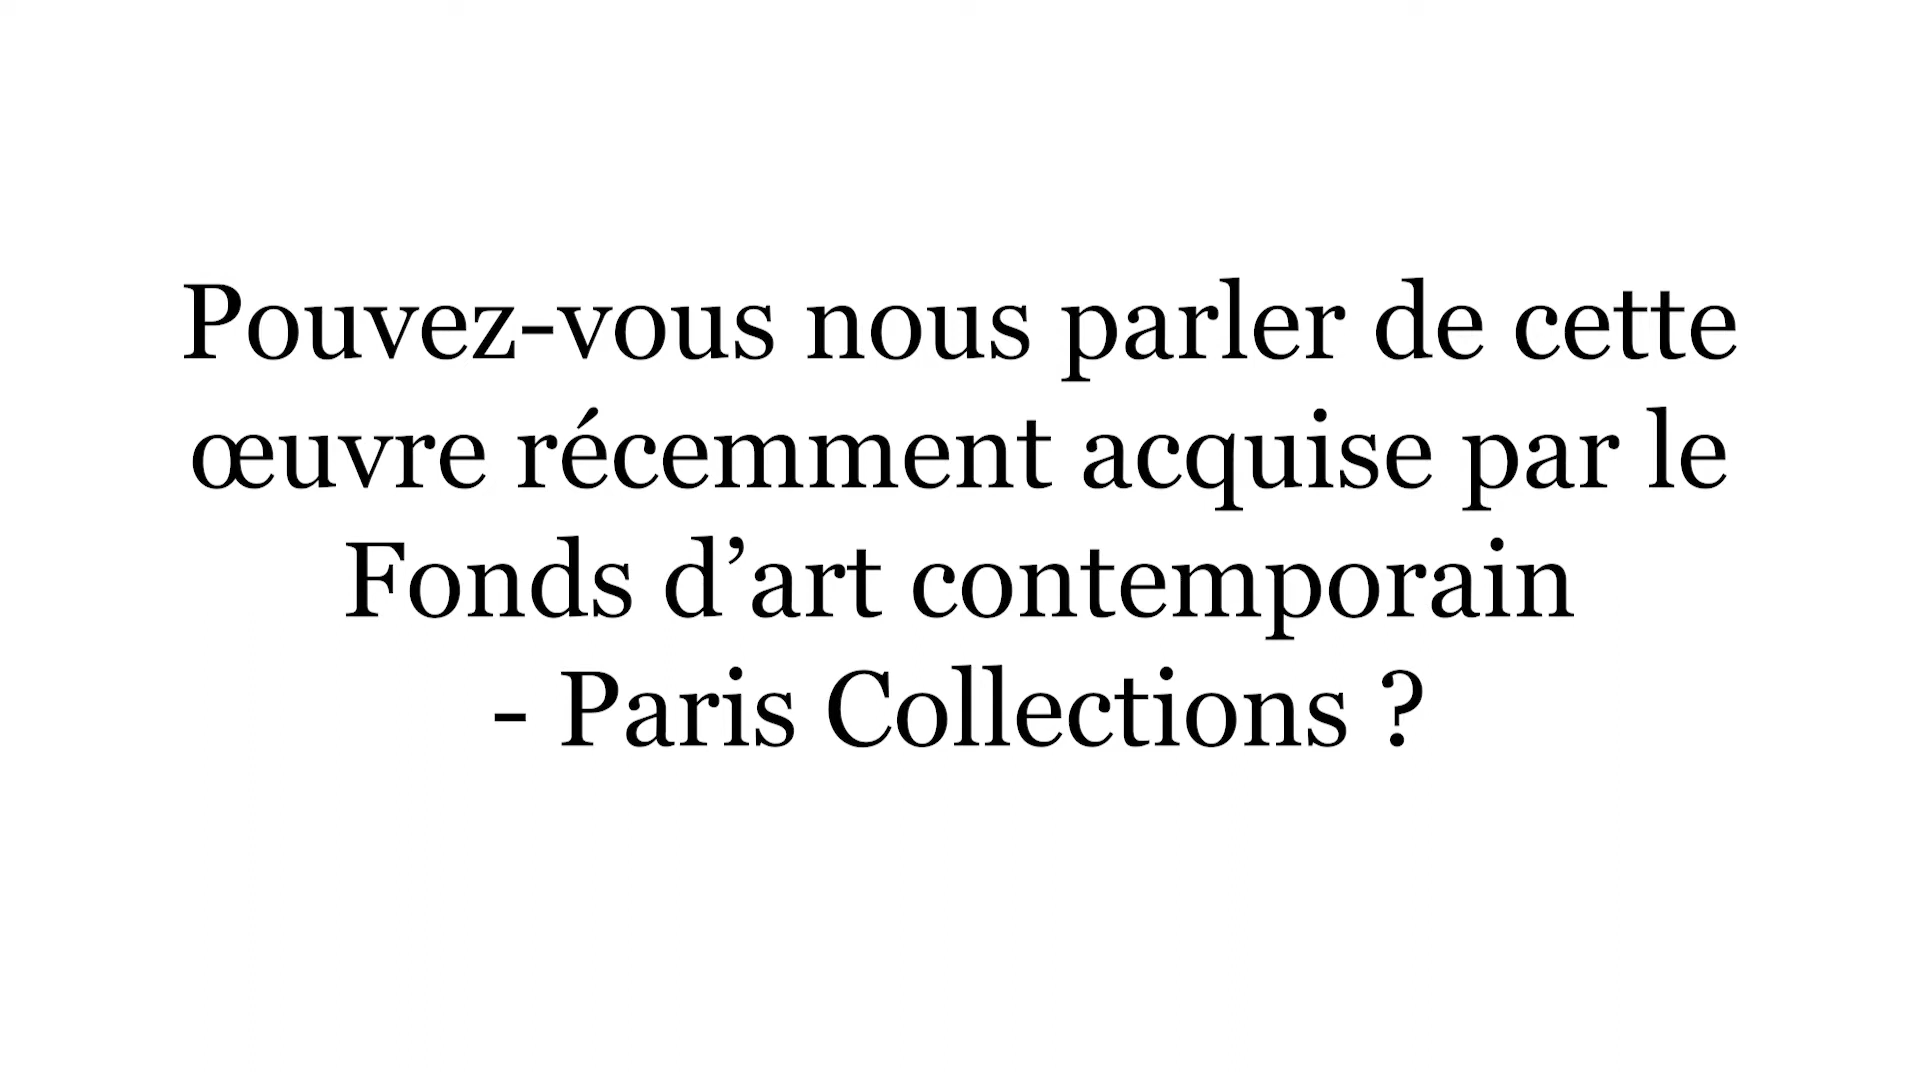 Pouvez-vous nous parler de cette
œuvre récemment acquise par le
Fonds d’art contemporain
- Paris Collections ?